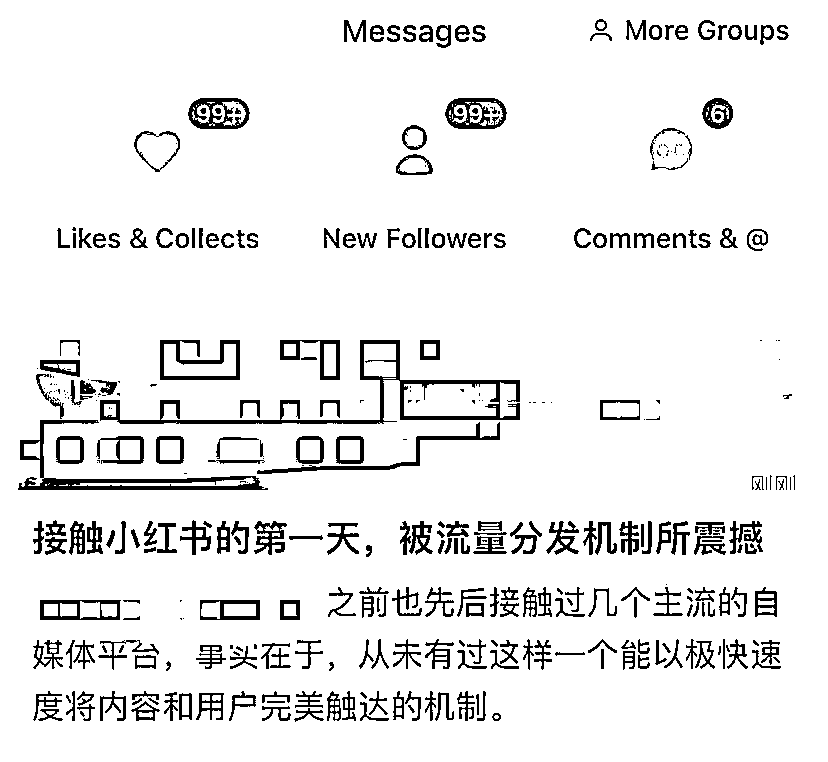 Messages
More Groups
99+
99+
6
Likes & Collects
New Followers
Comments & @
接触小红书的第一天，被流量分发机制所震撼
之前也先后接触过几个主流的自
媒体平台，事实在于，从未有过这样一个能以极快速
度将内容和用户完美触达的机制。